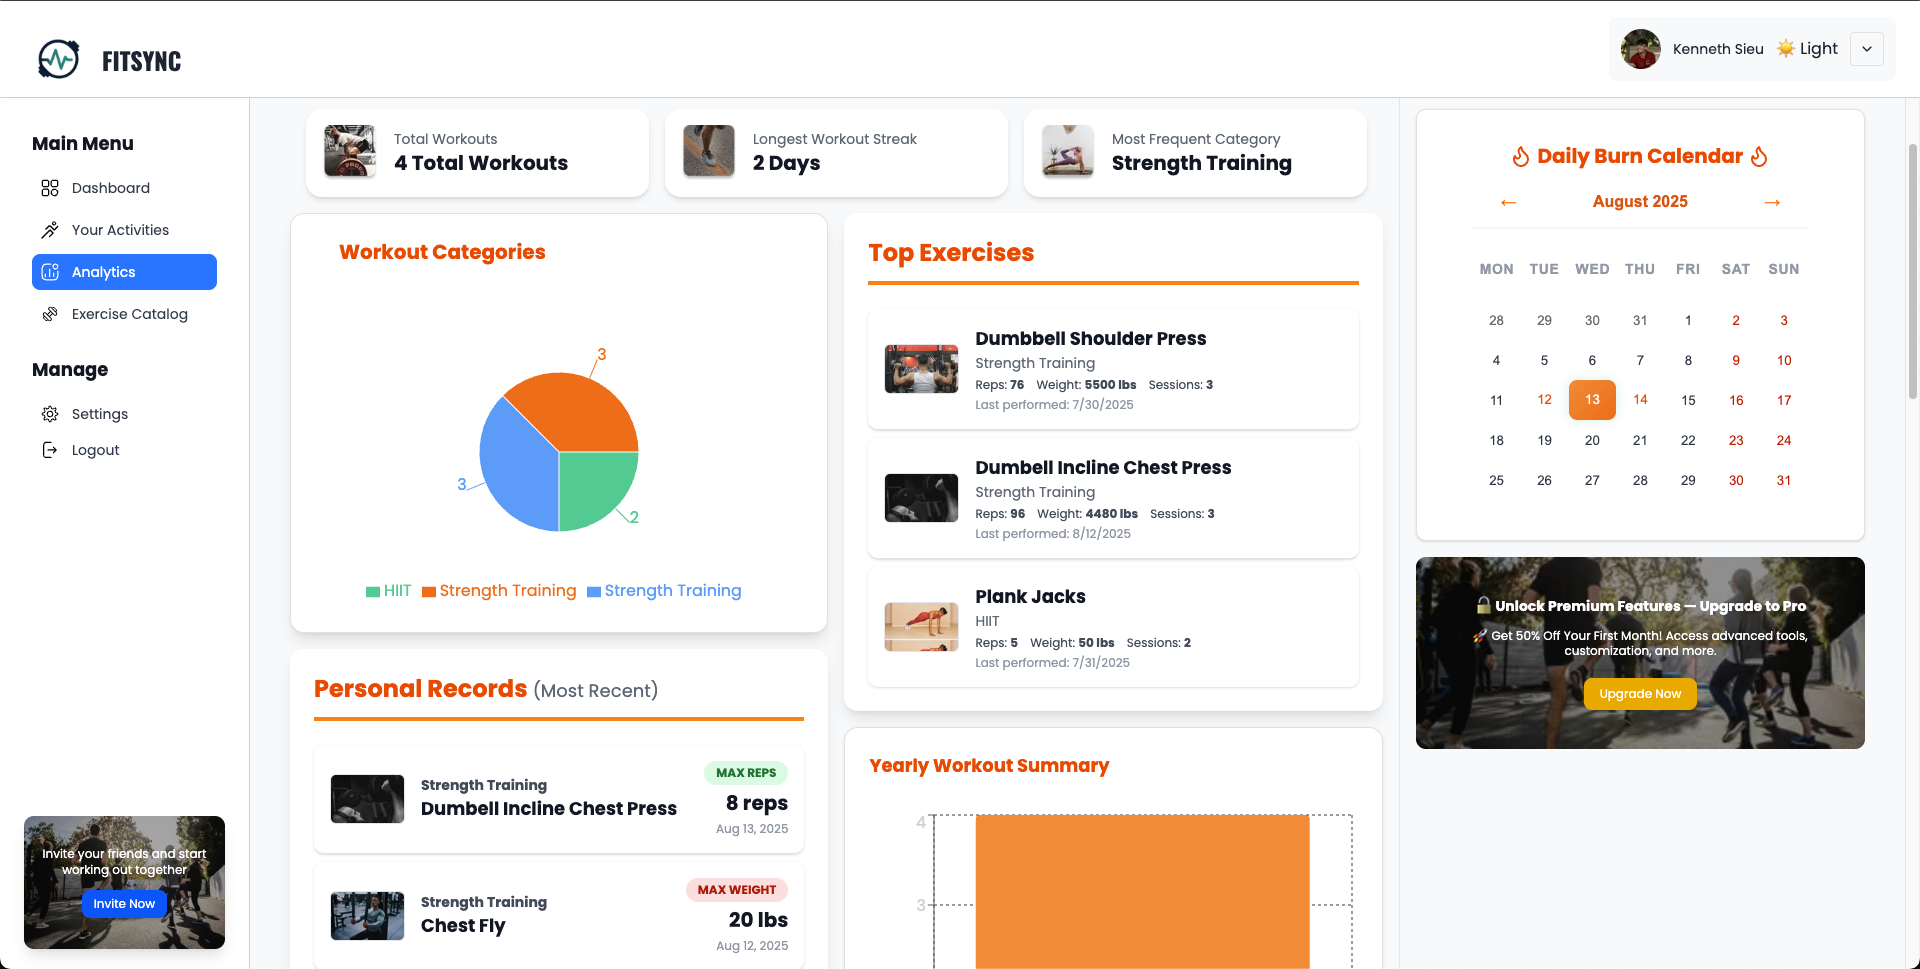 FITSYNC
Kenneth Sieu ☀️ Light
Main Menu
Dashboard
Your Activities
Analytics
Exercise Catalog
Manage
Settings
Logout
Invite your friends and start
working out together
Invite Now
Total Workouts
4 Total Workouts
Longest Workout Streak
2 Days
Most Frequent Category
Strength Training
Workout Categories
3
3
2
HIIT Strength Training Strength Training
Personal Records (Most Recent)
Strength Training
Dumbell Incline Chest Press
MAX REPS
8 reps
Aug 13, 2025
Strength Training
Chest Fly
MAX WEIGHT
20 lbs
Aug 12, 2025
Top Exercises
Dumbbell Shoulder Press
Strength Training
Reps: 76 Weight: 5500 lbs Sessions: 3
Last performed: 7/30/2025
Dumbell Incline Chest Press
Strength Training
Reps: 96 Weight: 4480 lbs Sessions: 3
Last performed: 8/12/2025
Plank Jacks
HIIT
Reps: 5 Weight: 50 lbs Sessions: 2
Last performed: 7/31/2025
Yearly Workout Summary
4
3
Daily Burn Calendar
← August 2025 →
MON TUE WED THU FRI SAT SUN
28 29 30 31 1 2 3
4 5 6 7 8 9 10
11 12 13 14 15 16 17
18 19 20 21 22 23 24
25 26 27 28 29 30 31
🔒 Unlock Premium Features — Upgrade to Pro
🚀 Get 50% Off Your First Month! Access advanced tools,
customization, and more.
Upgrade Now